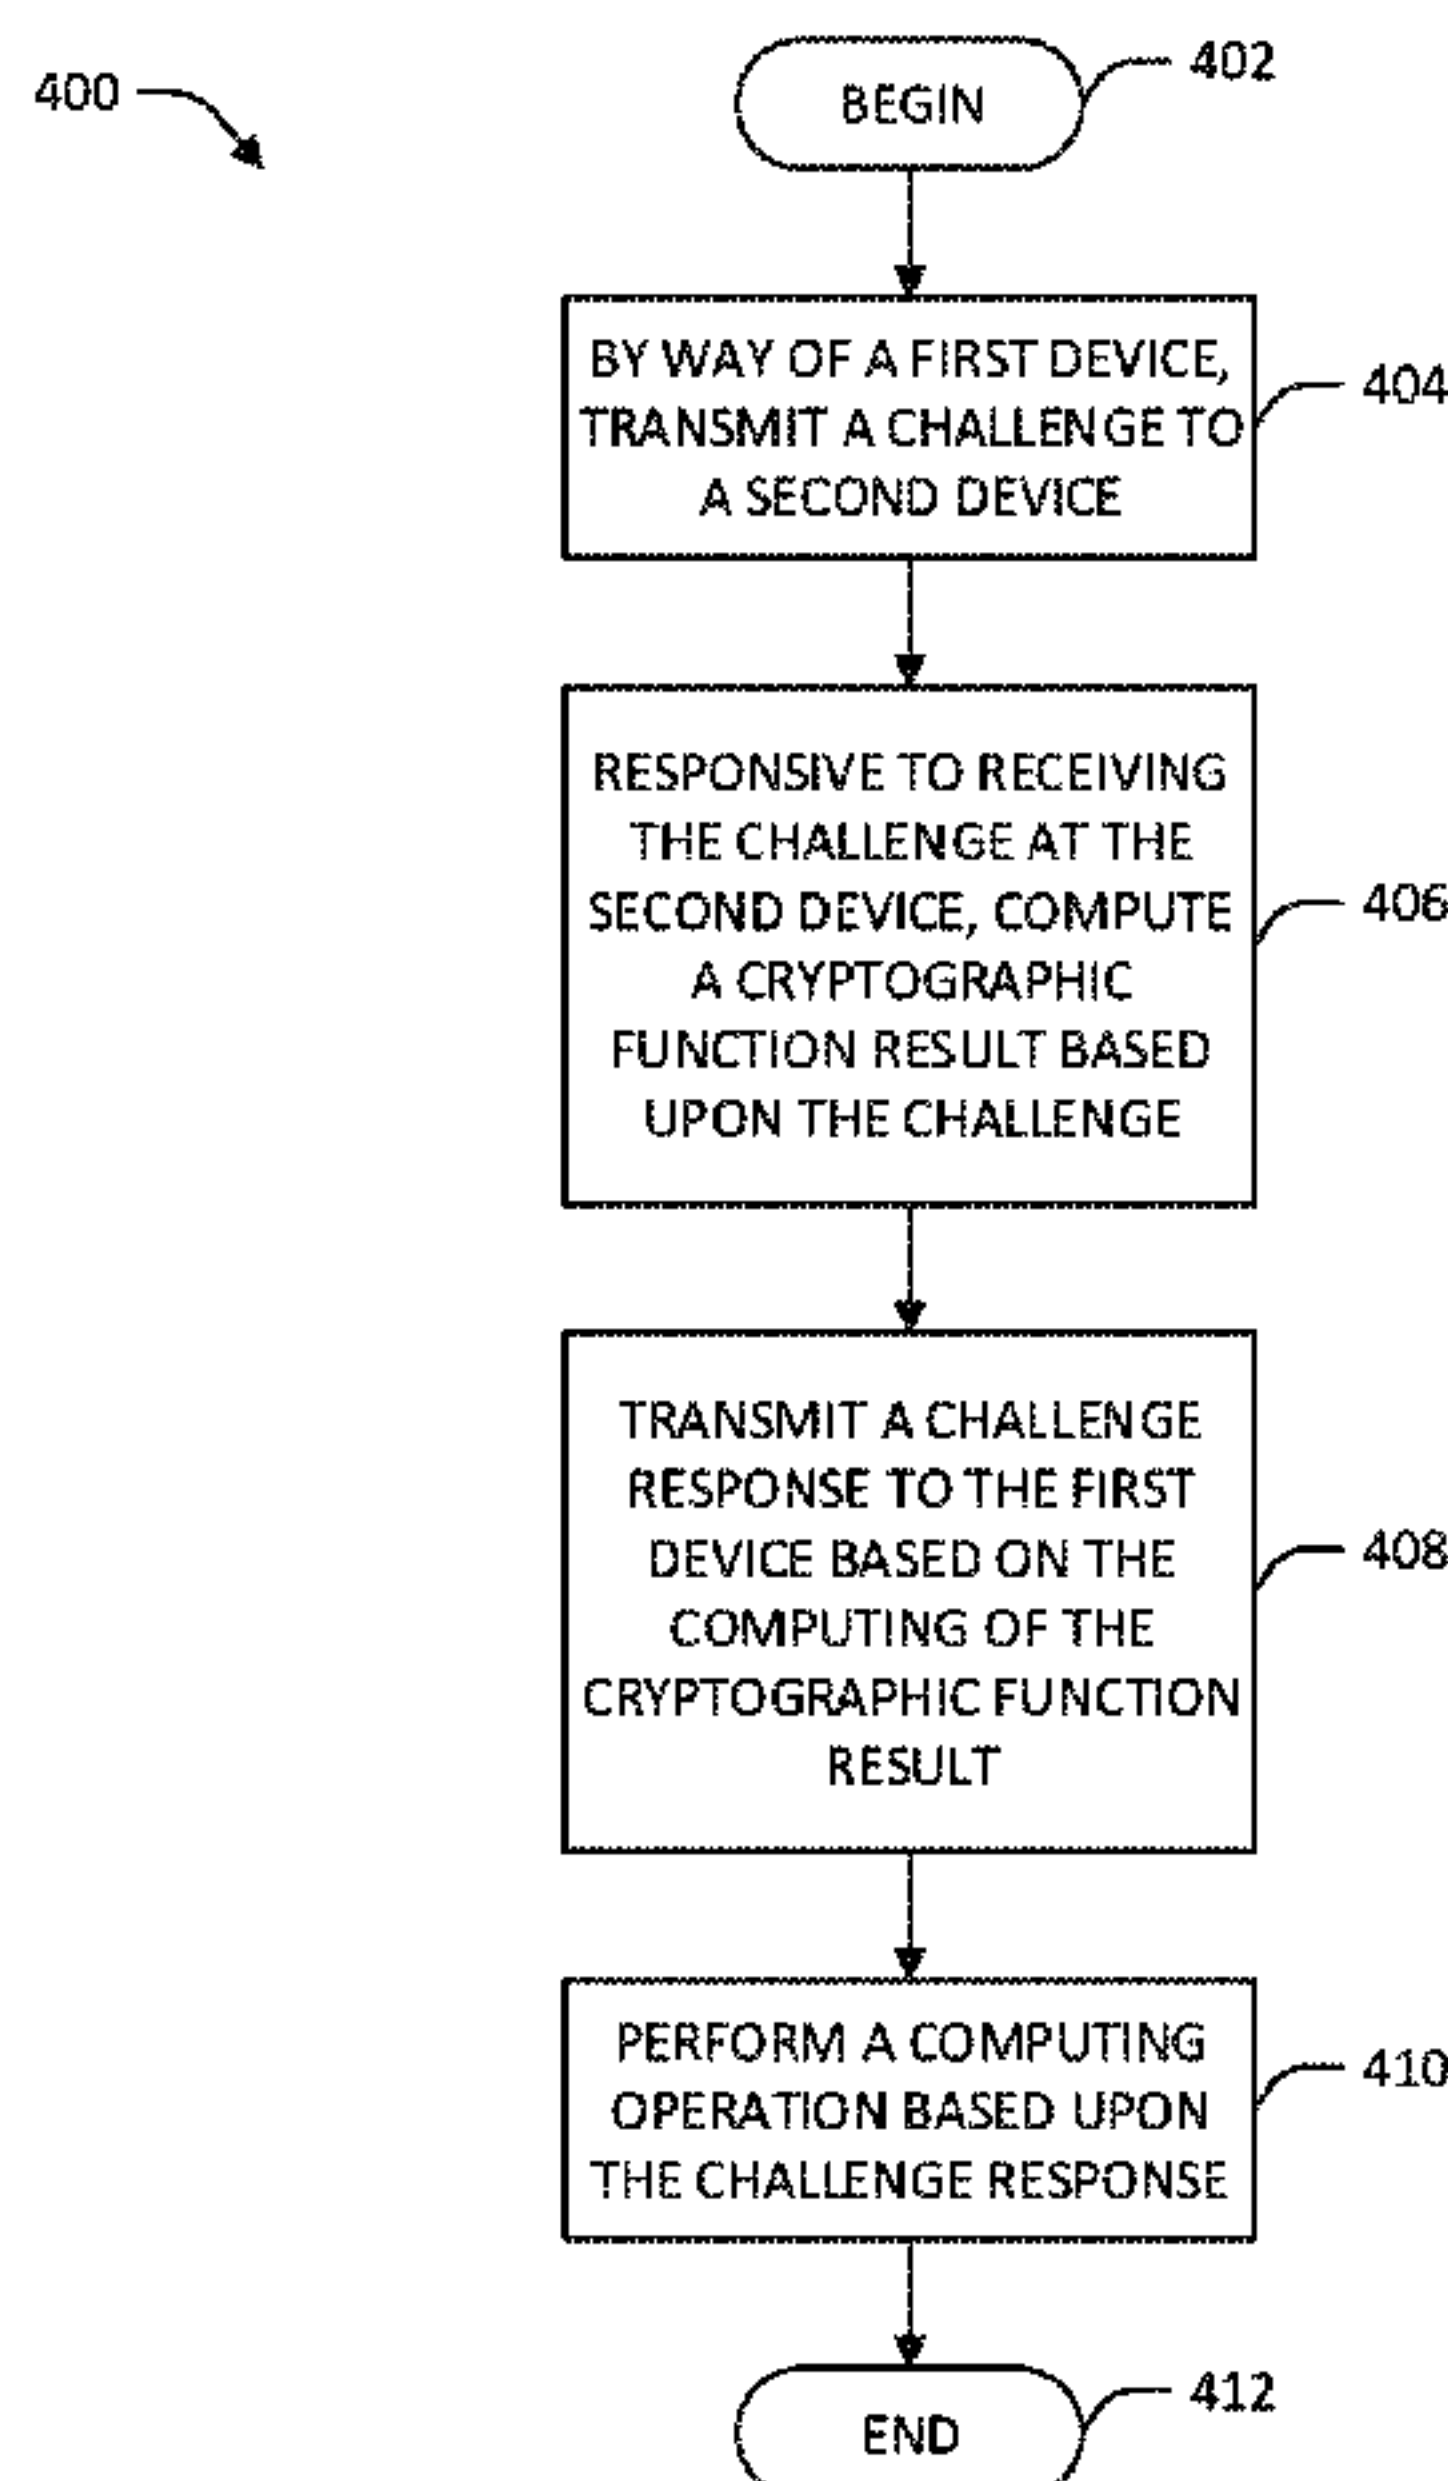 400
BEGIN
402
BY WAY OF A FIRST DEVICE,
TRANSMIT A CHALLENGE TO
A SECOND DEVICE
404
RESPONSIVE TO RECEIVING
THE CHALLENGE AT THE
SECOND DEVICE, COMPUTE
A CRYPTOGRAPHIC
FUNCTION RESULT BASED
UPON THE CHALLENGE
406
TRANSMIT A CHALLENGE
RESPONSE TO THE FIRST
DEVICE BASED ON THE
COMPUTING OF THE
CRYPTOGRAPHIC FUNCTION
RESULT
408
PERFORM A COMPUTING
OPERATION BASED UPON
THE CHALLENGE RESPONSE
410
END
412